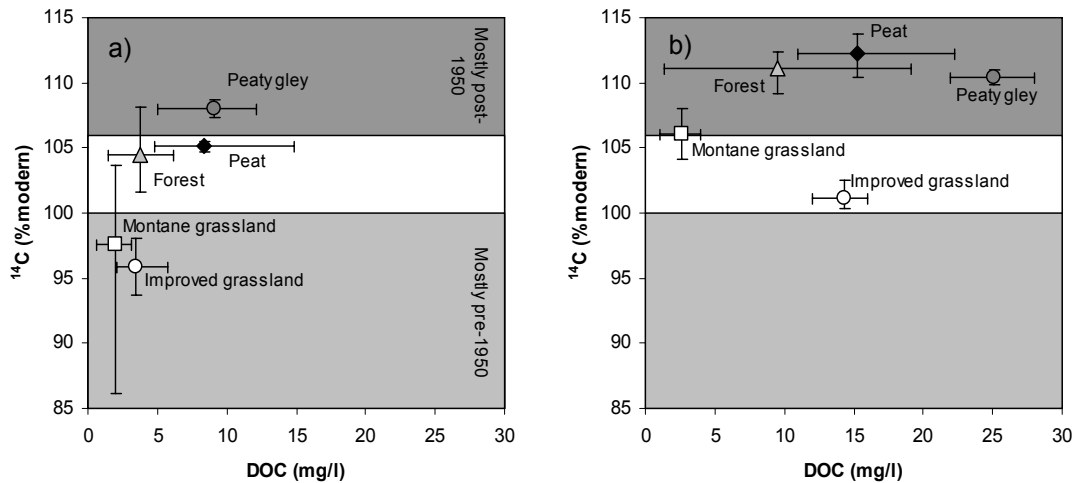 a)
115
110
105
100
95
90
85
¹⁴C (%modern)
Mostly post-
1950
Peaty gley
Peat
Forest
Montane grassland
Improved grassland
Mostly pre-1950
0 5 10 15 20 25 30
DOC (mg/l)
b)
115
110
105
100
95
90
85
¹⁴C (%modern)
Peat
Forest
Peaty gley
Montane grassland
Improved grassland
0 5 10 15 20 25 30
DOC (mg/l)